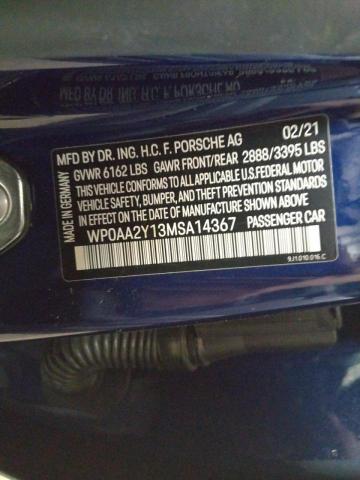 MFD BY DR. ING. H.C. F. PORSCHE AG 02/21
GVWR 6162 LBS GAWR FRONT/REAR 2888/3395 LBS
THIS VEHICLE CONFORMS TO ALL APPLICABLE U.S.FEDERAL MOTOR
VEHICLE SAFETY, BUMPER, AND THEFT PREVENTION STANDARDS
IN EFFECT ON THE DATE OF MANUFACTURE SHOWN ABOVE.
WP0AA2Y13MSA14367 PASSENGER CAR
9J1.010.016.C
MADE IN GERMANY